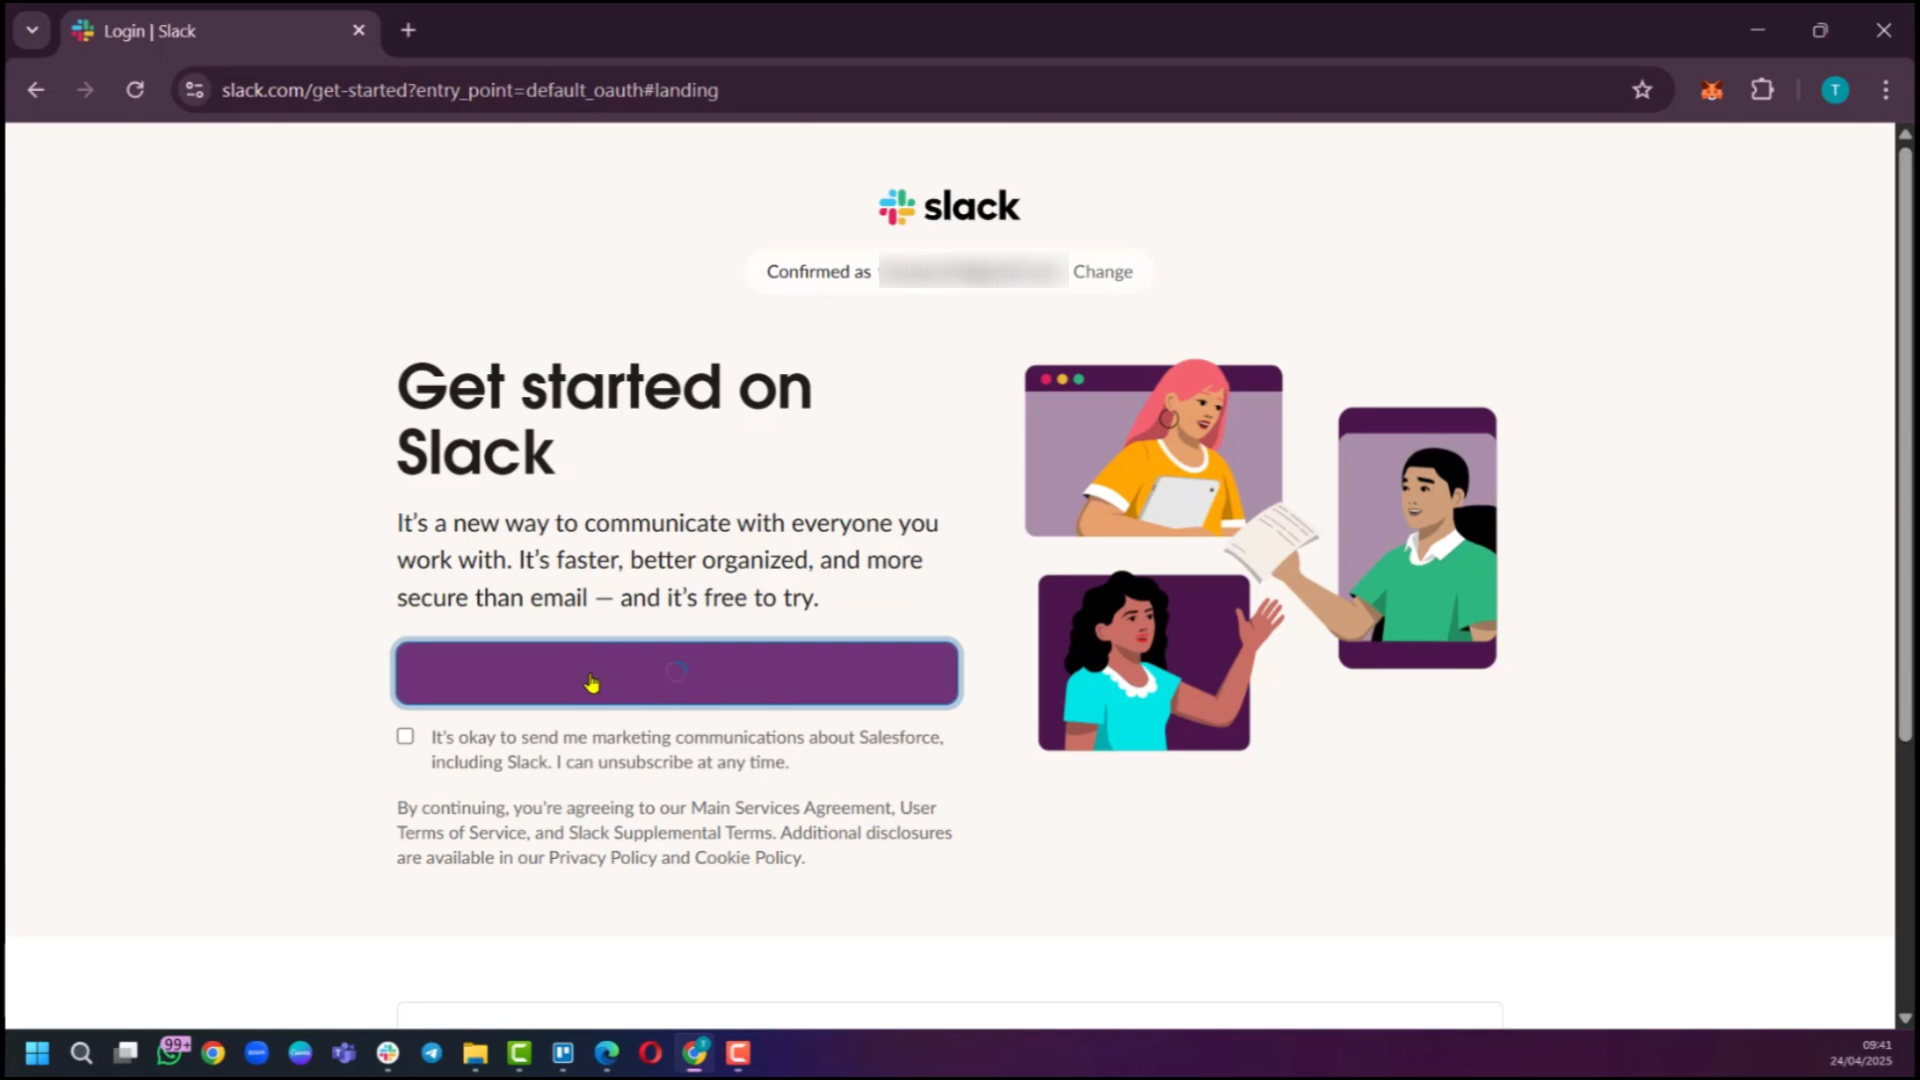 Login | Slack
slack.com/get-started?entry_point=default_oauth#landing
T
slack
Confirmed as
Change
Get started on
Slack
It's a new way to communicate with everyone you
work with. It's faster, better organized, and more
secure than email — and it's free to try.
It's okay to send me marketing communications about Salesforce,
including Slack. I can unsubscribe at any time.
By continuing, you're agreeing to our Main Services Agreement, User
Terms of Service, and Slack Supplemental Terms. Additional disclosures
are available in our Privacy Policy and Cookie Policy.
99+
zoom
Canva
T
09:41
24/04/2025